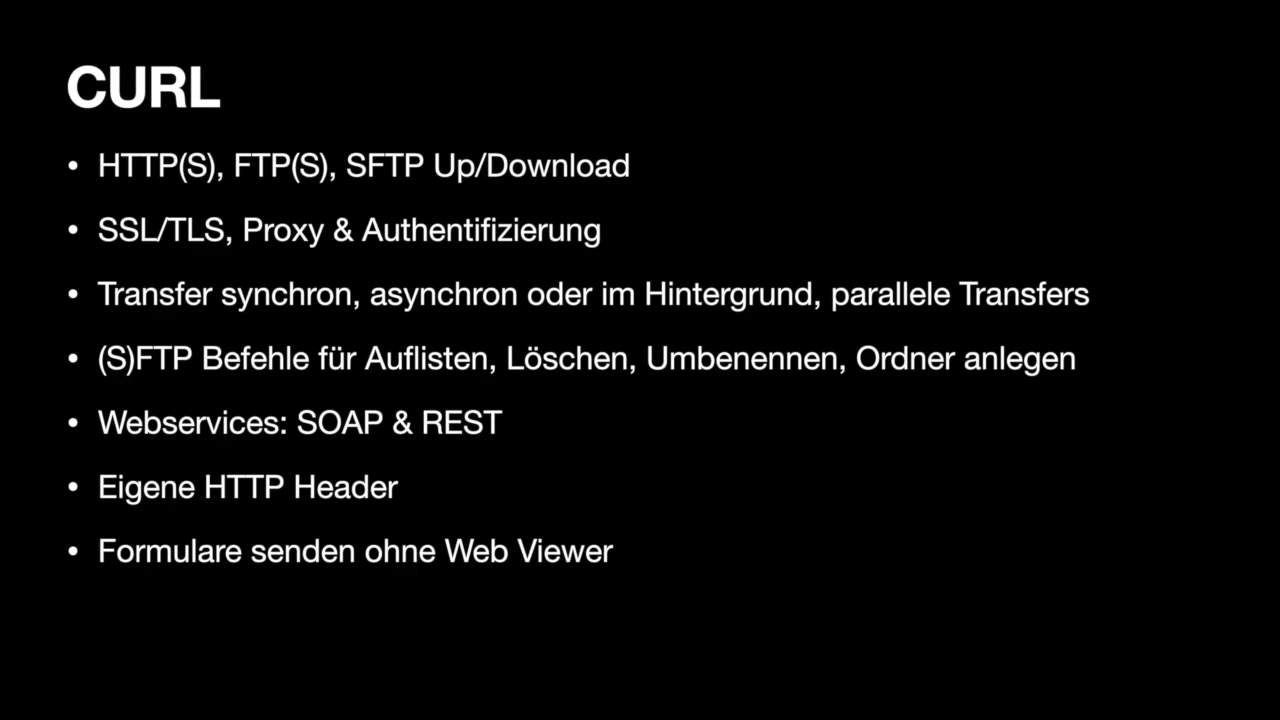 CURL
• HTTP(S), FTP(S), SFTP Up/Download
• SSL/TLS, Proxy & Authentifizierung
• Transfer synchron, asynchron oder im Hintergrund, parallele Transfers
• (S)FTP Befehle für Auflisten, Löschen, Umbenennen, Ordner anlegen
• Webservices: SOAP & REST
• Eigene HTTP Header
• Formulare senden ohne Web Viewer